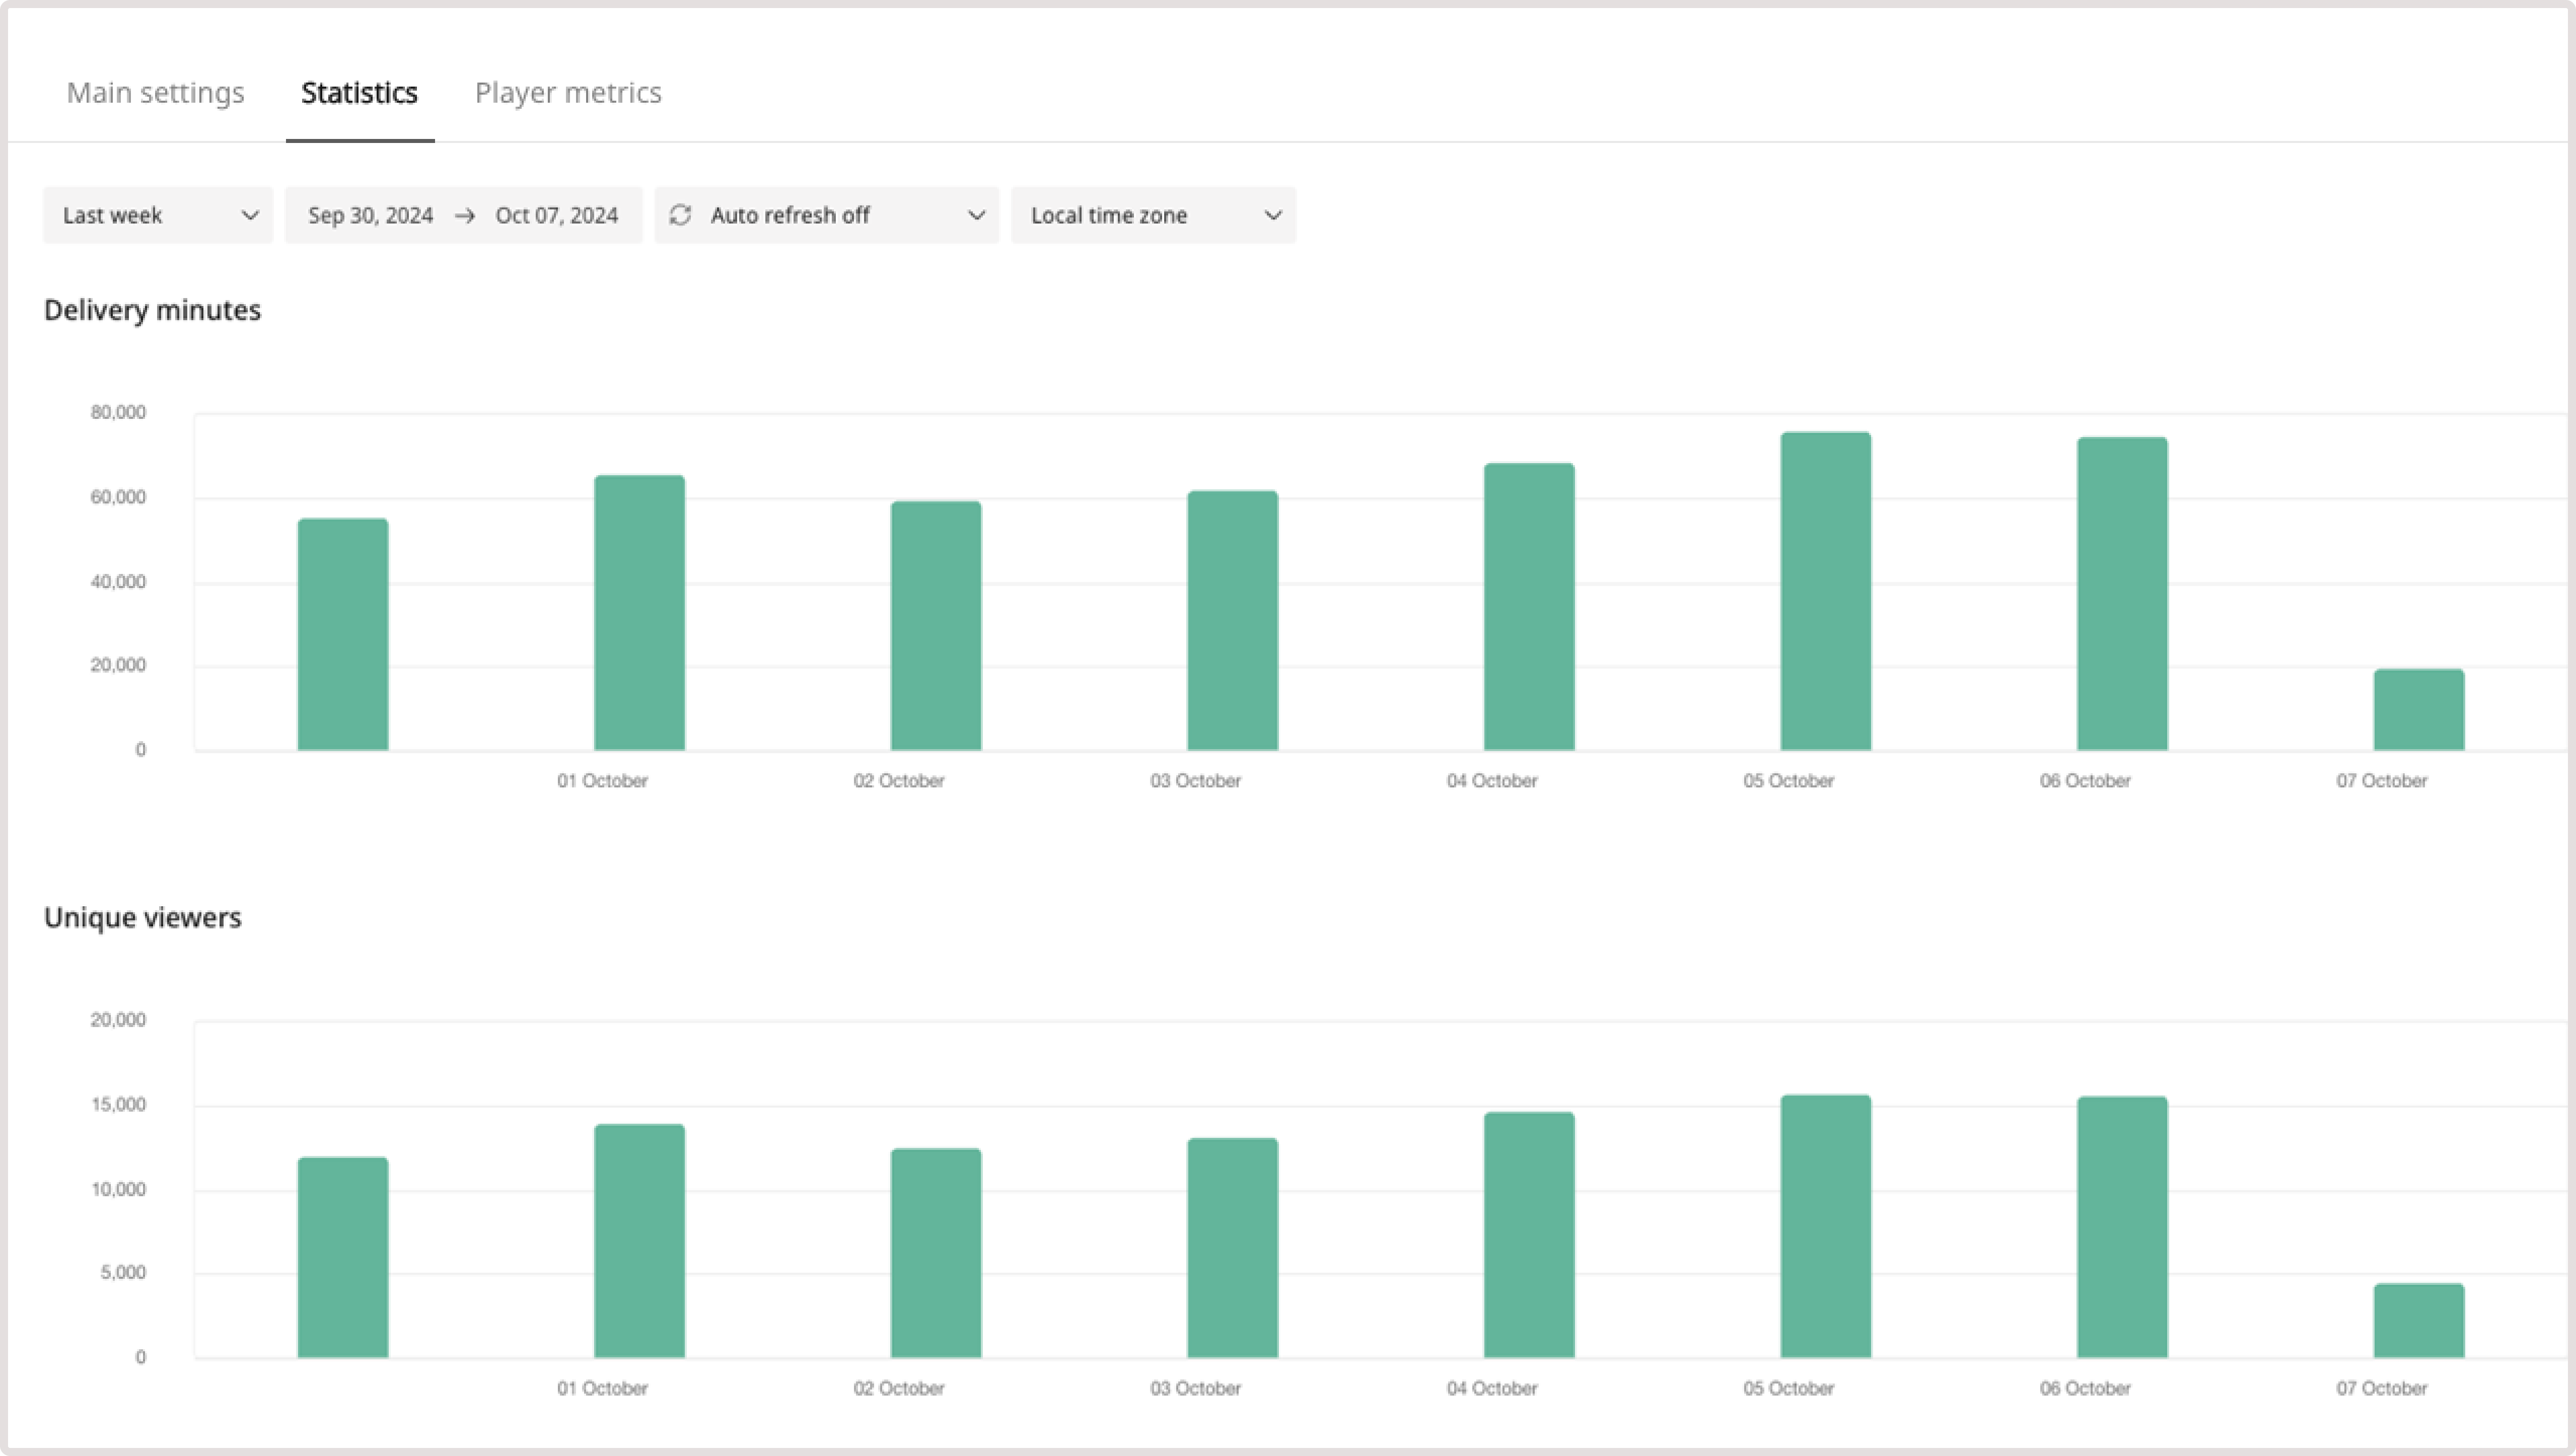 Main settings Statistics Player metrics
Last week Sep 30, 2024 → Oct 07, 2024 Auto refresh off Local time zone
Delivery minutes
80,000
60,000
40,000
20,000
0
01 October 02 October 03 October 04 October 05 October 06 October 07 October
Unique viewers
20,000
15,000
10,000
5,000
0
01 October 02 October 03 October 04 October 05 October 06 October 07 October